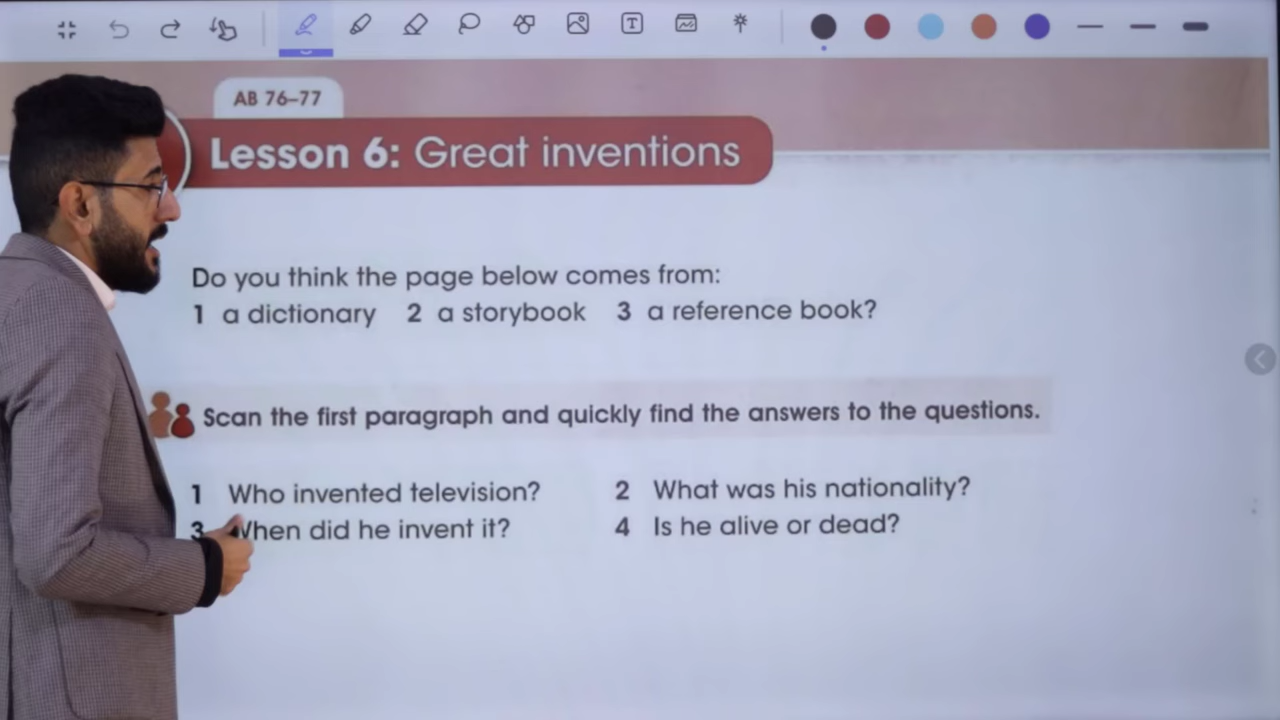 AB 76–77
Lesson 6: Great inventions
Do you think the page below comes from:
1 a dictionary 2 a storybook 3 a reference book?
Scan the first paragraph and quickly find the answers to the questions.
1 Who invented television? 2 What was his nationality?
3 When did he invent it? 4 Is he alive or dead?